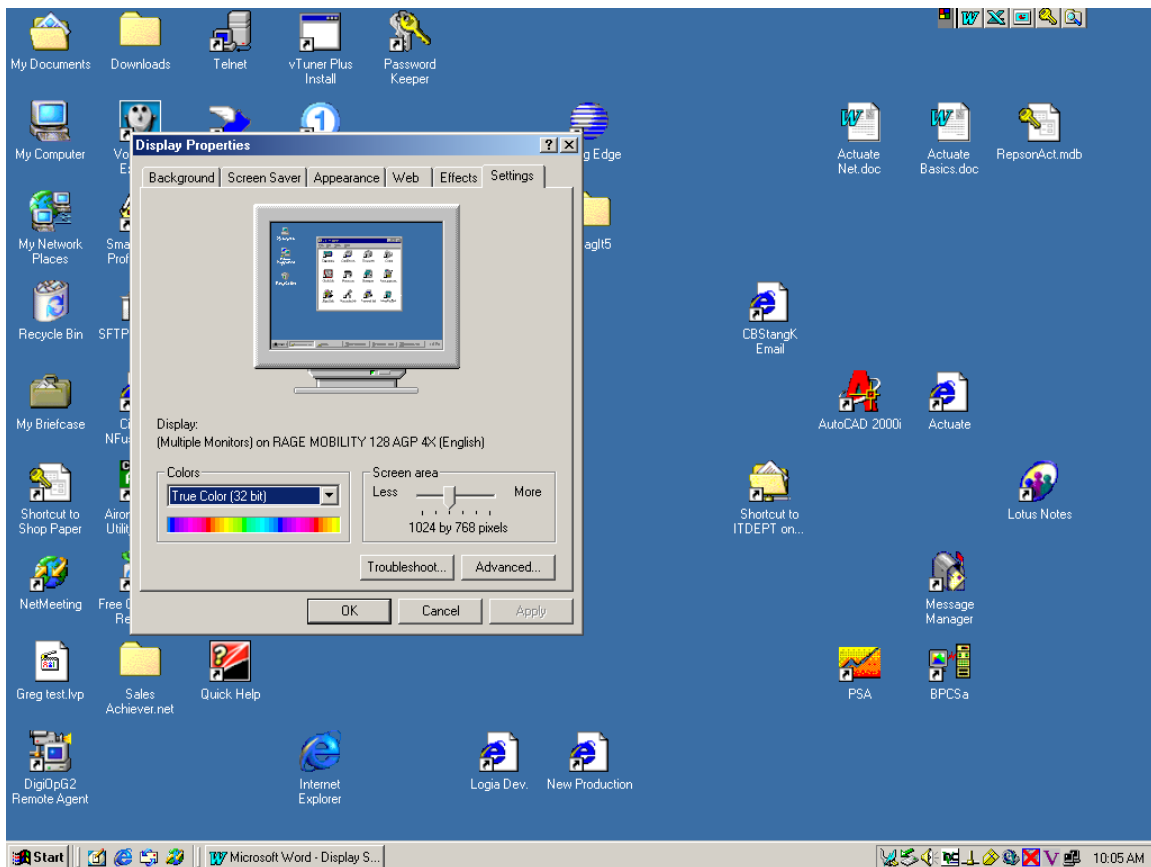 My Documents
Downloads
Telnet
vTuner Plus
Install
Password
Keeper
My Computer
Actuate
Net.doc
Actuate
Basics.doc
RepsonAct.mdb
Display Properties
Background
Screen Saver
Appearance
Web
Effects
Settings
My Network
Places
Recycle Bin
SFTP
CBStangK
Email
My Briefcase
Display:
(Multiple Monitors) on RAGE MOBILITY 128 AGP 4X (English)
AutoCAD 2000i
Actuate
Colors
True Color (32 bit)
Screen area
Less
More
1024 by 768 pixels
Shortcut to
Shop Paper
Shortcut to
ITDEPT on...
Lotus Notes
Troubleshoot...
Advanced...
NetMeeting
Free
OK
Cancel
Apply
Message
Manager
Greg test.lvp
Sales
Achiever.net
Quick Help
PSA
BPCSa
DigiOpG2
Remote Agent
Internet
Explorer
Logia Dev.
New Production
Start
Microsoft Word - Display S...
10:05 AM